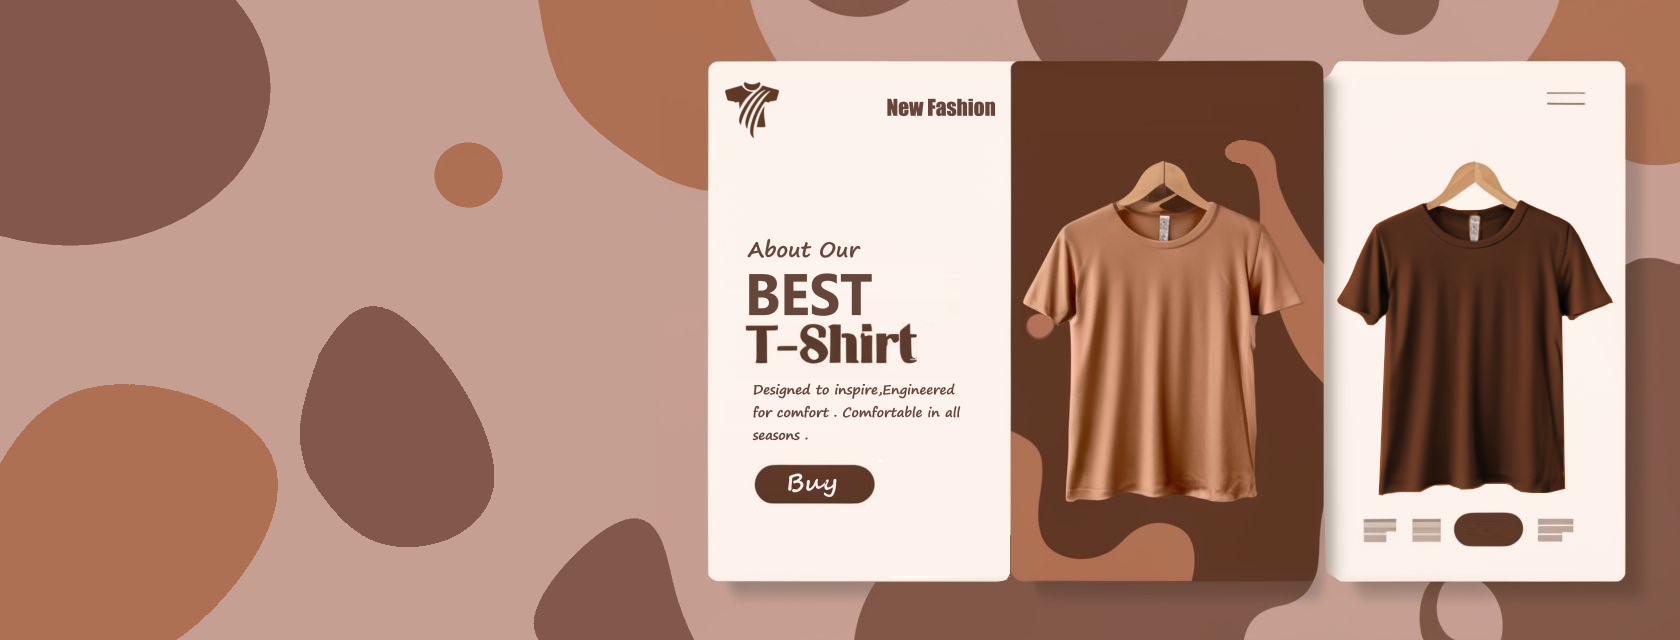 New Fashion
About Our
BEST
T-Shirt
Designed to inspire,Engineered
for comfort . Comfortable in all
seasons .
Buy